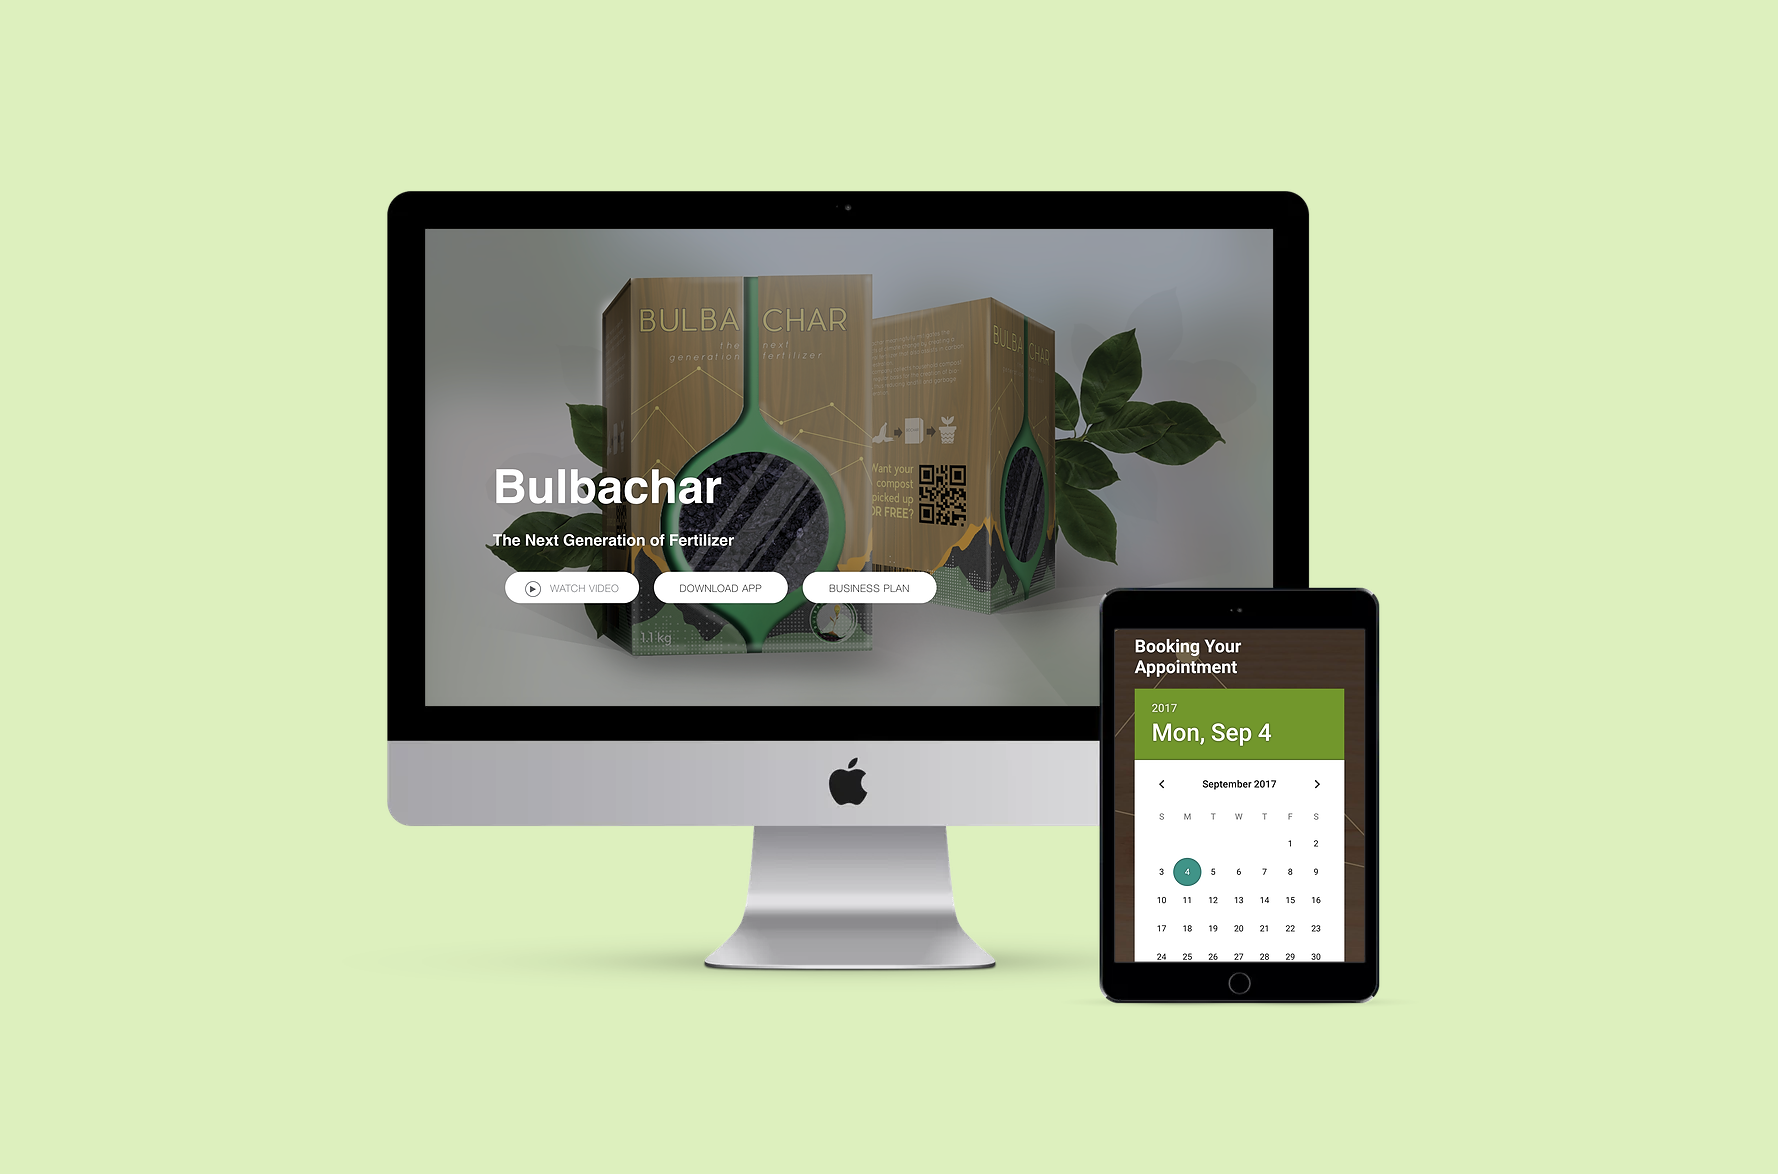 BULBA CHAR
the next
generation fertilizer
BULBA CHAR
Want your
compost
picked up
OR FREE?
Bulbachar
The Next Generation of Fertilizer
WATCH VIDEO
DOWNLOAD APP
BUSINESS PLAN
1.1 kg
Booking Your
Appointment
2017
Mon, Sep 4
September 2017
S M T W T F S
1 2
3 4 5 6 7 8 9
10 11 12 13 14 15 16
17 18 19 20 21 22 23
24 25 26 27 28 29 30